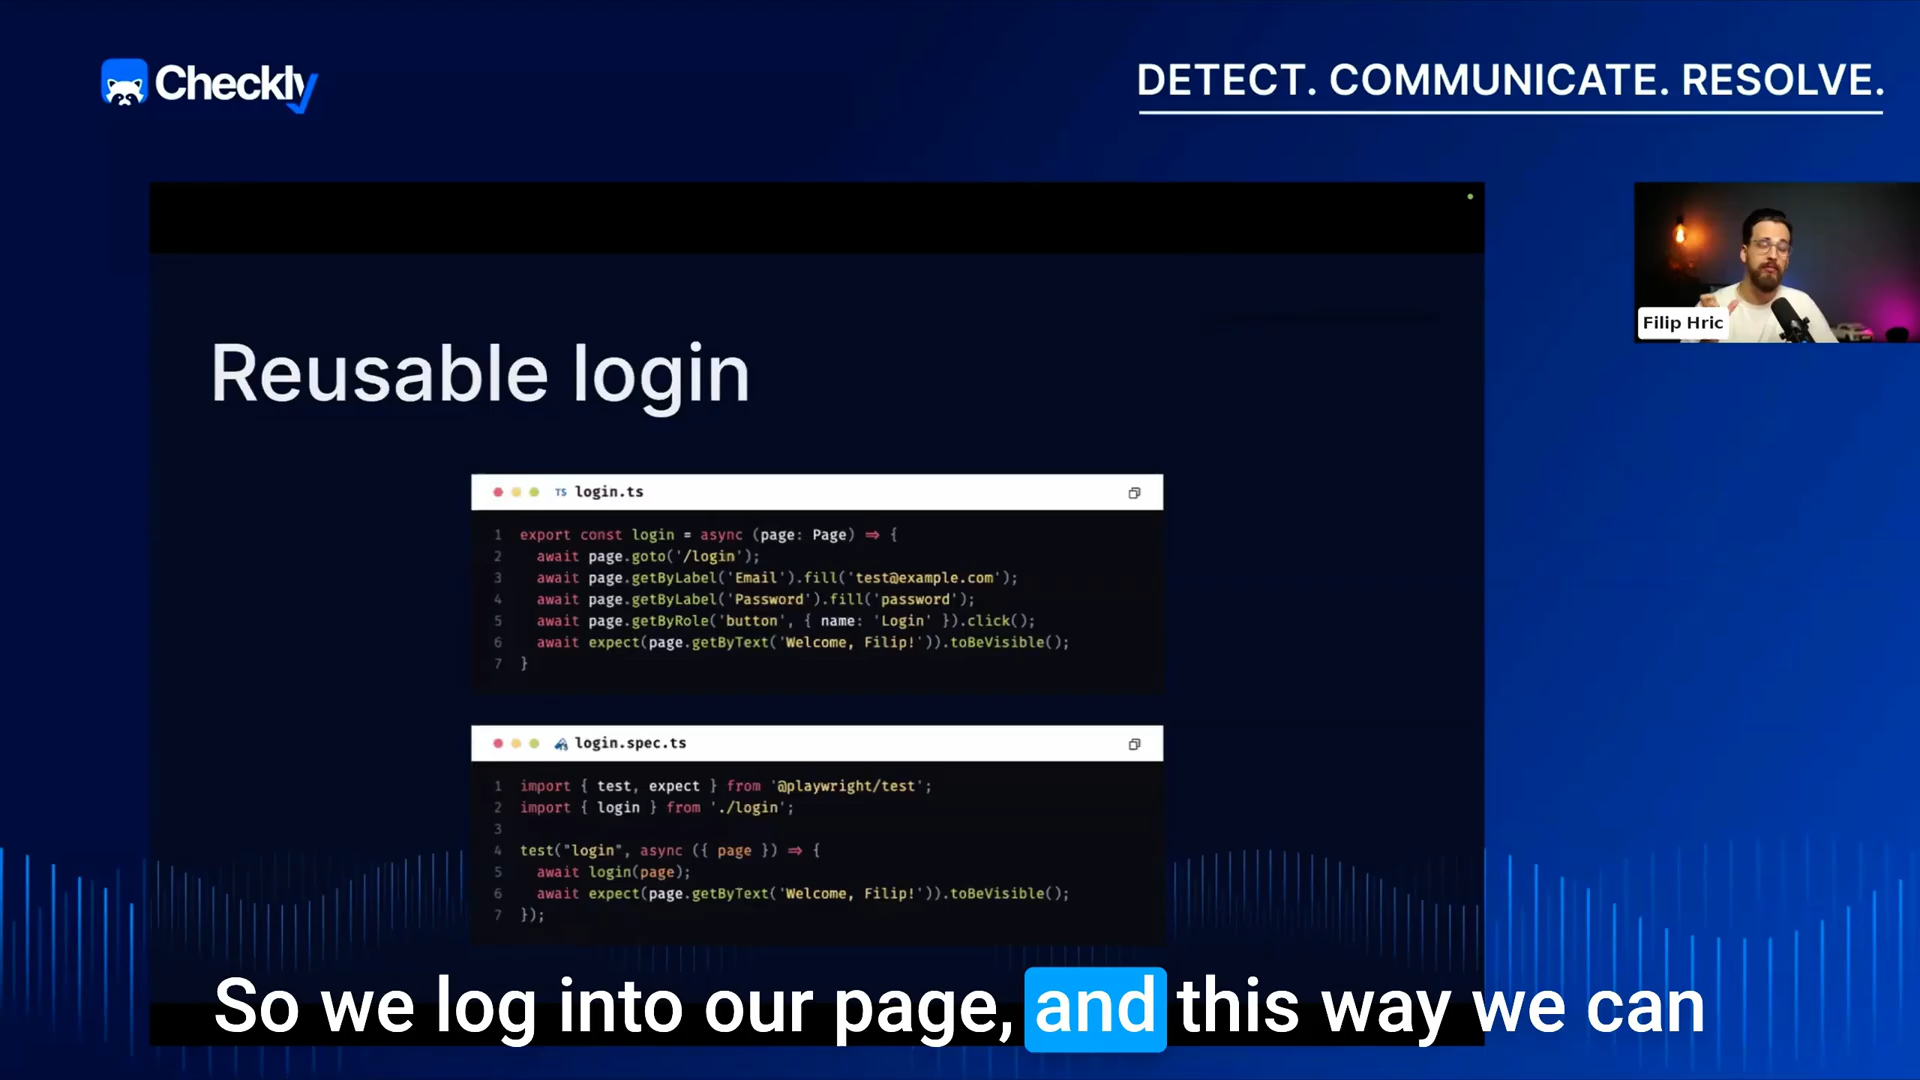 Checkly
DETECT. COMMUNICATE. RESOLVE.
Filip Hric
Reusable login
TS login.ts
1 export const login = async (page: Page) ⇒ {
2 await page.goto('/login');
3 await page.getByLabel('Email').fill('test@example.com');
4 await page.getByLabel('Password').fill('password');
5 await page.getByRole('button', { name: 'Login' }).click();
6 await expect(page.getByText('Welcome, Filip!')).toBeVisible();
7 }
login.spec.ts
1 import { test, expect } from '@playwright/test';
2 import { login } from './login';
3
4 test("login", async ({ page }) ⇒ {
5 await login(page);
6 await expect(page.getByText('Welcome, Filip!')).toBeVisible();
7 });
So we log into our page, and this way we can